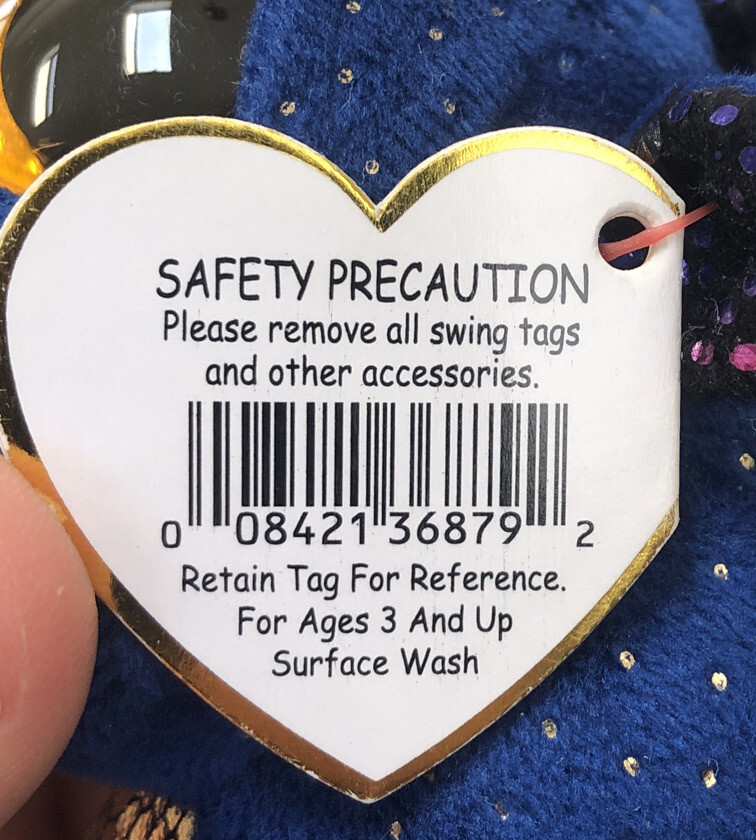 SAFETY PRECAUTION
Please remove all swing tags
and other accessories.
0 08421 36879 2
Retain Tag For Reference.
For Ages 3 And Up
Surface Wash